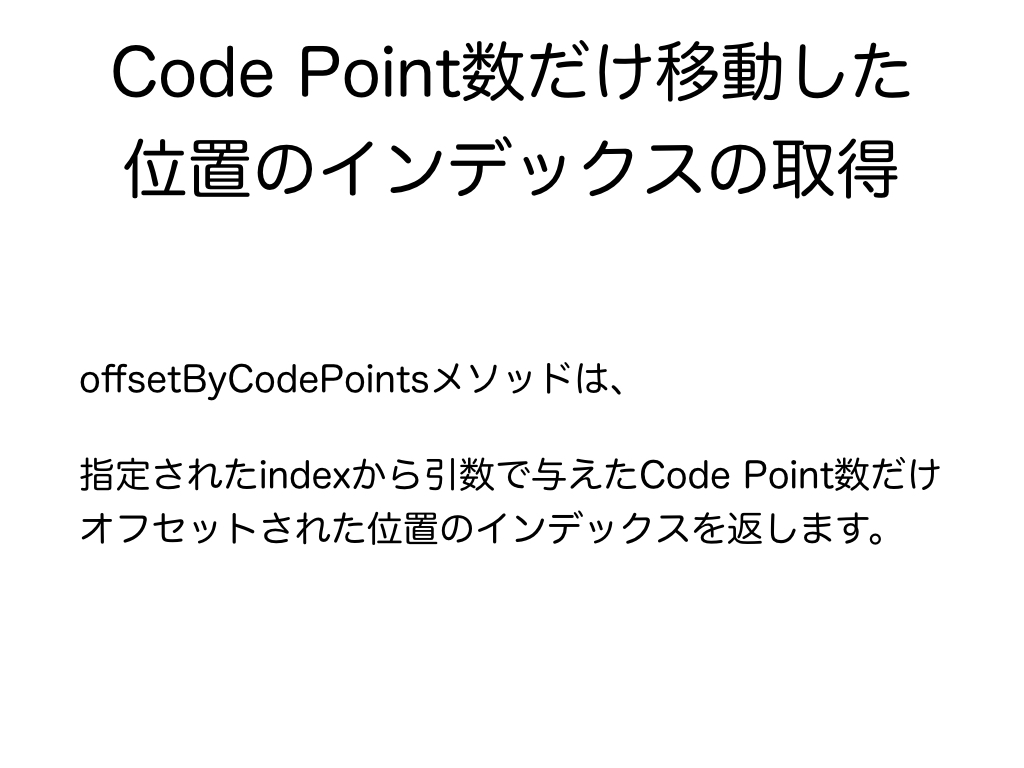 Code Point数だけ移動した
位置のインデックスの取得
offsetByCodePointsメソッドは、
指定されたindexから引数で与えたCode Point数だけ
オフセットされた位置のインデックスを返します。